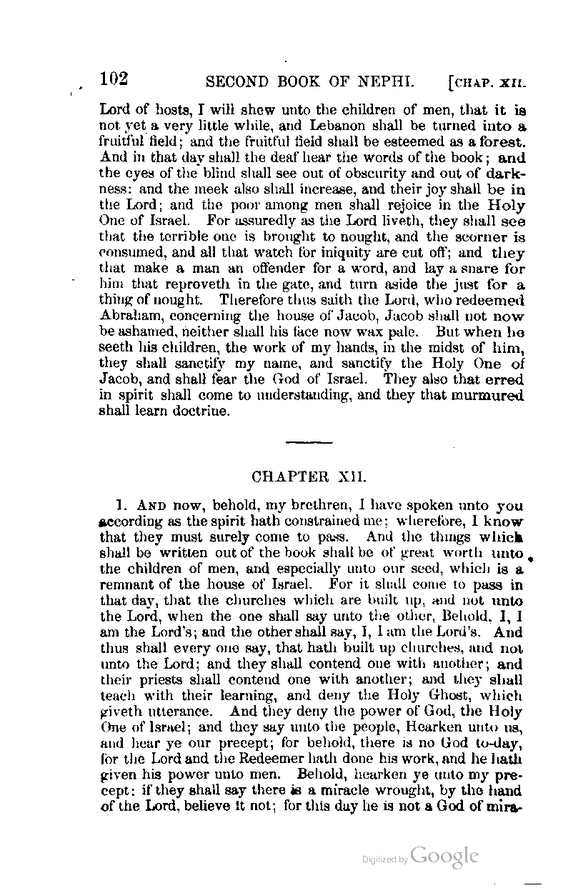 102 SECOND BOOK OF NEPHI. [CHAP. XII.
Lord of hosts, I will shew unto the children of men, that it is
not yet a very little while, and Lebanon shall be turned into a
fruitful field; and the fruitful field shall be esteemed as a forest.
And in that day shall the deaf hear the words of the book; and
the eyes of the blind shall see out of obscurity and out of dark-
ness: and the meek also shall increase, and their joy shall be in
the Lord; and the poor among men shall rejoice in the Holy
One of Israel. For assuredly as the Lord liveth, they shall see
that the terrible one is brought to nought, and the scorner is
consumed, and all that watch for iniquity are cut off; and they
that make a man an offender for a word, and lay a snare for
him that reproveth in the gate, and turn aside the just for a
thing of nought. Therefore thus saith the Lord, who redeemed
Abraham, concerning the house of Jacob, Jacob shall not now
be ashamed, neither shall his face now wax pale. But when he
seeth his children, the work of my hands, in the midst of him,
they shall sanctify my name, and sanctify the Holy One of
Jacob, and shall fear the God of Israel. They also that erred
in spirit shall come to understanding, and they that murmured
shall learn doctrine.
CHAPTER XII.
1. AND now, behold, my brethren, I have spoken unto you
according as the spirit hath constrained me; wherefore, I know
that they must surely come to pass. And the things which
shall be written out of the book shall be of great worth unto
the children of men, and especially unto our seed, which is a
remnant of the house of Israel. For it shall come to pass in
that day, that the churches which are built up, and not unto
the Lord, when the one shall say unto the other, Behold, I, I
am the Lord's; and the other shall say, I, I am the Lord's. And
thus shall every one say, that hath built up churches, and not
unto the Lord; and they shall contend one with another; and
their priests shall contend one with another; and they shall
teach with their learning, and deny the Holy Ghost, which
giveth utterance. And they deny the power of God, the Holy
One of Israel; and they say unto the people, Hearken unto us,
and hear ye our precept; for behold, there is no God to-day,
for the Lord and the Redeemer hath done his work, and he hath
given his power unto men. Behold, hearken ye unto my pre-
cept: if they shall say there is a miracle wrought, by the hand
of the Lord, believe it not; for this day he is not a God of mira-
Digitized by Google